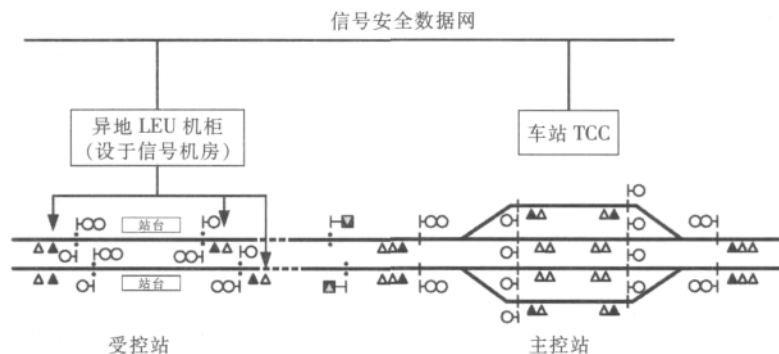 信号安全数据网
异地 LEU 机柜
(设于信号机房)
车站 TCC
站台
站台
受控站
主控站